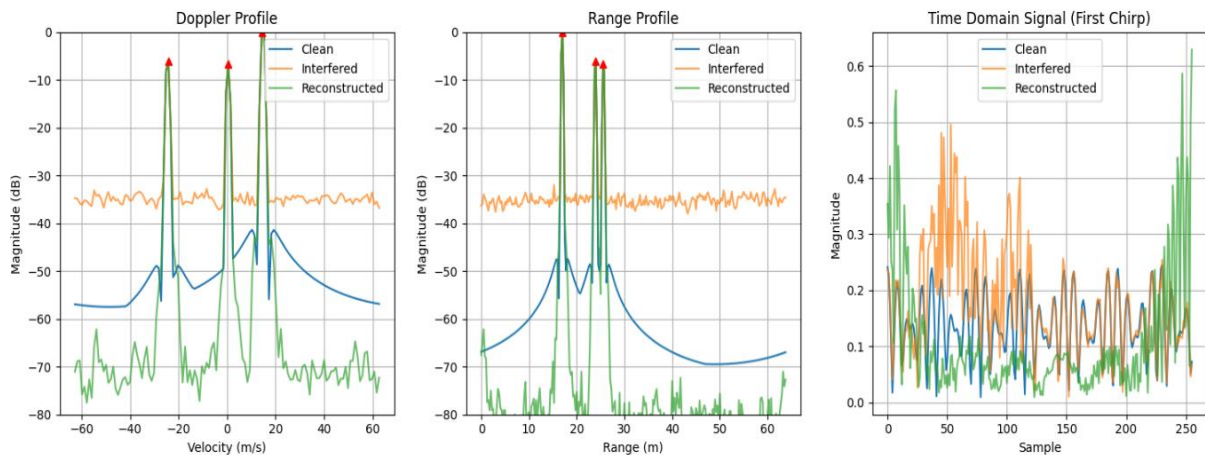 Doppler Profile
0
−10
−20
−30
−40
−50
−60
−70
−80
Magnitude (dB)
−60
−40
−20
0
20
40
60
Velocity (m/s)
Clean
Interfered
Reconstructed
Range Profile
0
−10
−20
−30
−40
−50
−60
−70
−80
Magnitude (dB)
0
10
20
30
40
50
60
Range (m)
Clean
Interfered
Reconstructed
Time Domain Signal (First Chirp)
0.6
0.5
0.4
0.3
0.2
0.1
0.0
Magnitude
0
50
100
150
200
250
Sample
Clean
Interfered
Reconstructed